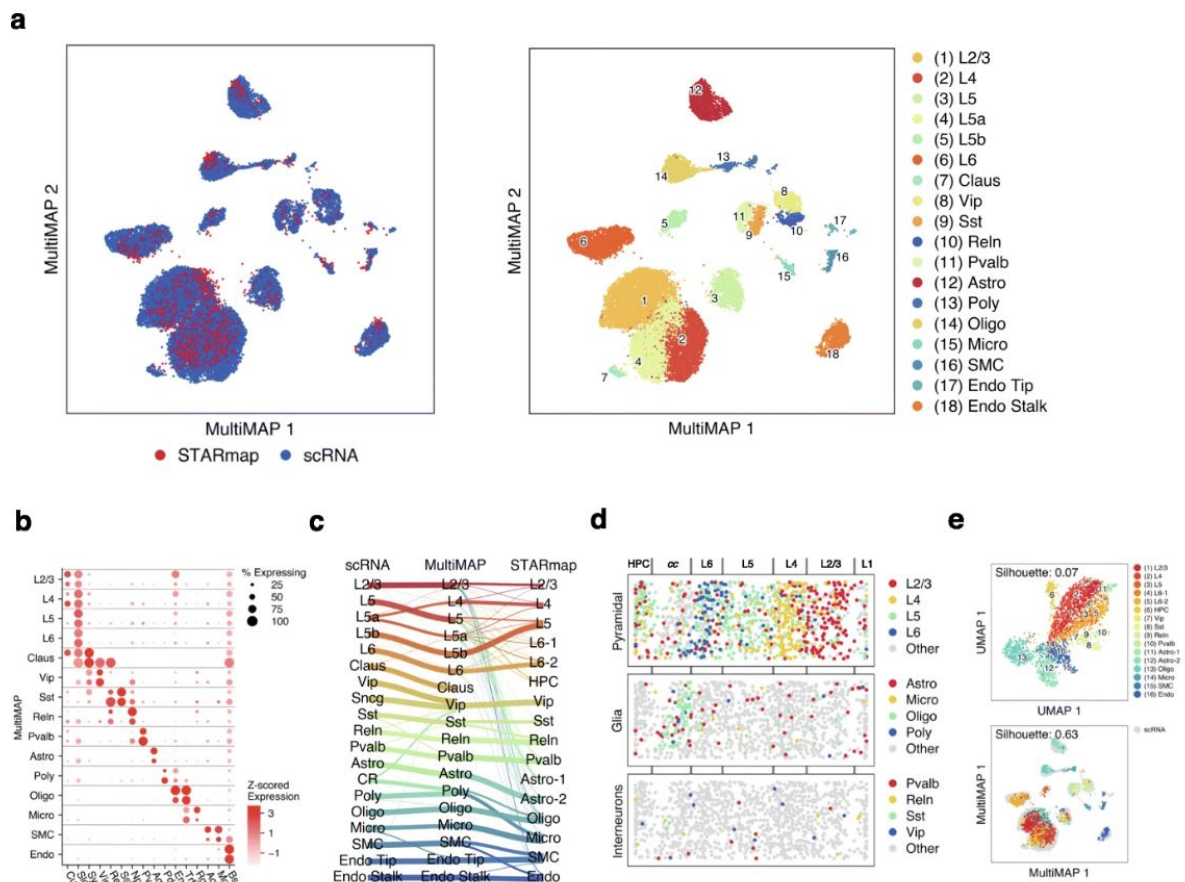 a
MultiMAP 2
MultiMAP 1
STARmap scRNA
MultiMAP 2
12
13
14
8
5
11
9
10
17
6
16
15
1
3
2
4
18
7
MultiMAP 1
(1) L2/3
(2) L4
(3) L5
(4) L5a
(5) L5b
(6) L6
(7) Claus
(8) Vip
(9) Sst
(10) Reln
(11) Pvalb
(12) Astro
(13) Poly
(14) Oligo
(15) Micro
(16) SMC
(17) Endo Tip
(18) Endo Stalk
b
MultiMAP
L2/3
L4
L5
L6
Claus
Vip
Sst
Reln
Pvalb
Astro
Poly
Oligo
Micro
SMC
Endo
% Expressing
25
50
75
100
Z-scored
Expression
3
1
−1
c
scRNA
L2/3
L5
L5a
L5b
L6
Claus
Vip
Sncg
Sst
Reln
Pvalb
Astro
CR
Poly
Oligo
Micro
SMC
Endo Tip
Endo Stalk
MultiMAP
L2/3
L4
L5
L5a
L5b
L6
Claus
Vip
Sst
Reln
Pvalb
Astro
Poly
Oligo
Micro
SMC
Endo Tip
Endo Stalk
STARmap
L2/3
L4
L5
L6-1
L6-2
HPC
Vip
Sst
Reln
Pvalb
Astro-1
Astro-2
Oligo
Micro
SMC
Endo
d
HPC cc L6 L5 L4 L2/3 L1
Pyramidal
L2/3
L4
L5
L6
Other
Glia
Astro
Micro
Oligo
Poly
Other
Interneurons
Pvalb
Reln
Sst
Vip
Other
e
Silhouette: 0.07
UMAP 1
UMAP 1
(1) L2/3
(2) L4
(3) L5
(4) L6-1
(5) L6-2
(6) HPC
(7) Vip
(8) Sst
(9) Reln
(10) Pvalb
(11) Astro-1
(12) Astro-2
(13) Oligo
(14) Micro
(15) SMC
(16) Endo
Silhouette: 0.63
scRNA
MultiMAP 1
MultiMAP 1